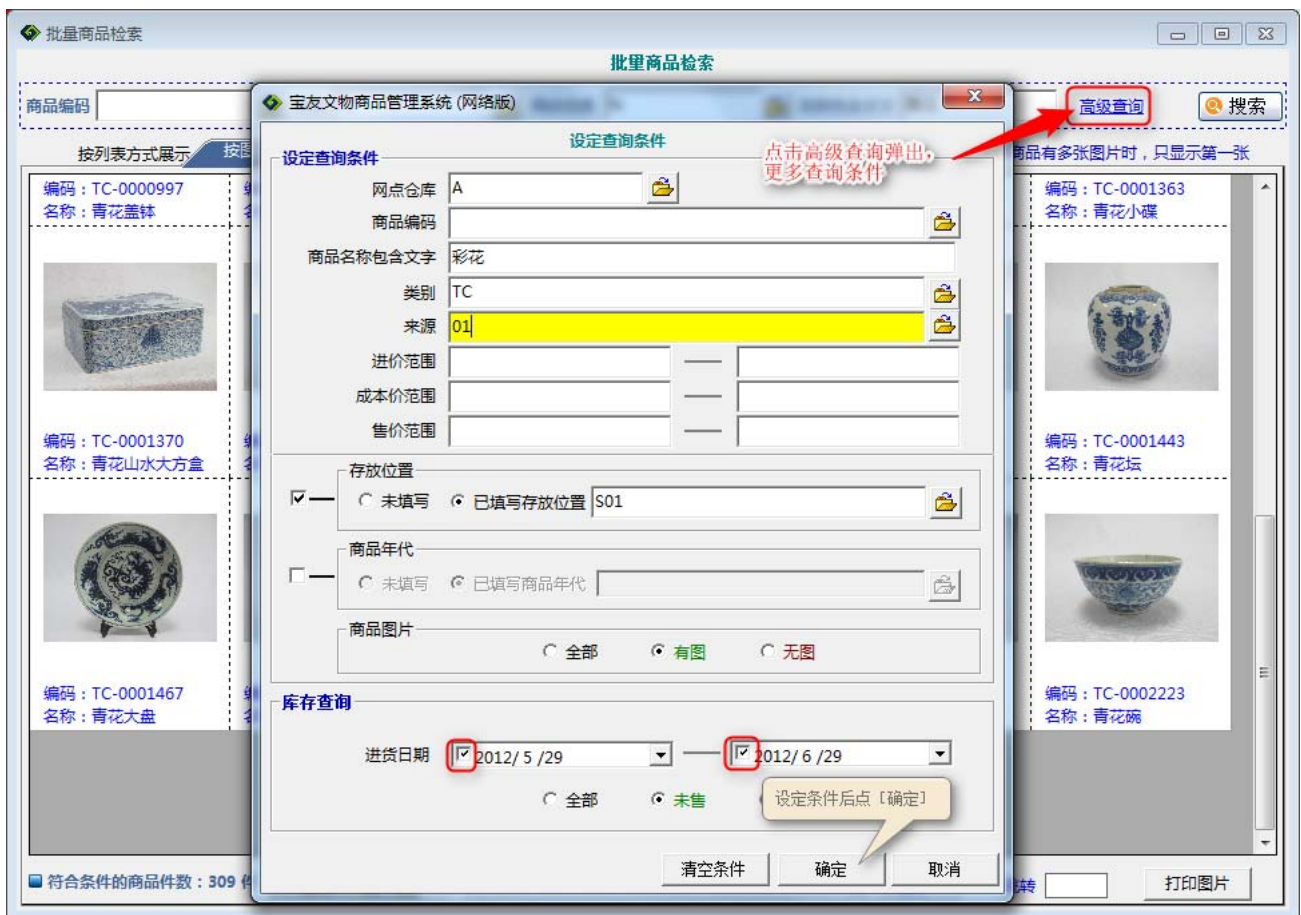 批量商品检索
批量商品检索
商品编码
高级查询
搜索
按列表方式展示
商品有多张图片时，只显示第一张
编码：TC-0000997
名称：青花盖钵
编码：TC-0001363
名称：青花小碟
编码：TC-0001370
名称：青花山水大方盒
编码：TC-0001443
名称：青花坛
编码：TC-0001467
名称：青花大盘
编码：TC-0002223
名称：青花碗
宝友文物商品管理系统 (网络版)
设定查询条件
点击高级查询弹出，
更多查询条件
设定查询条件
网点仓库 A
商品编码
商品名称包含文字 彩花
类别 TC
来源 01
进价范围
成本价范围
售价范围
存放位置
未填写 已填写存放位置 S01
商品年代
未填写 已填写商品年代
商品图片
全部 有图 无图
库存查询
进货日期 2012/ 5 /29 2012/ 6 /29
全部 未售
设定条件后点［确定］
清空条件 确定 取消
符合条件的商品件数：309 件
打印图片